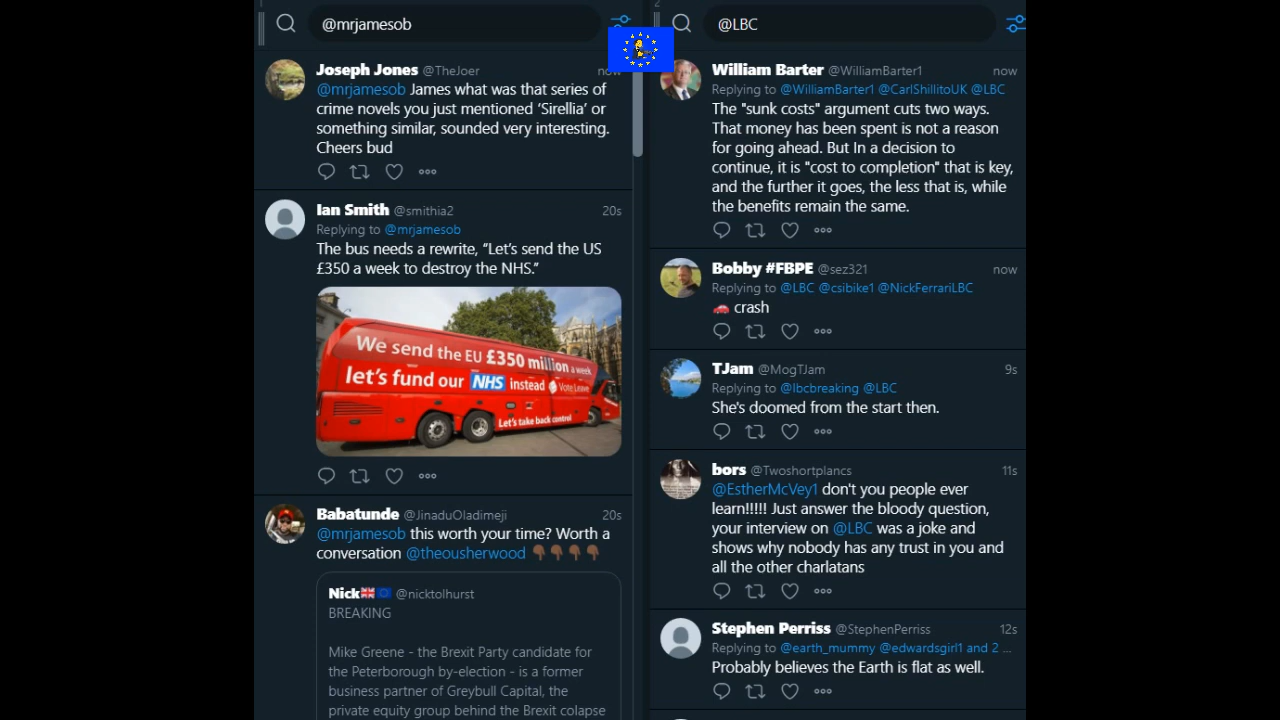 1
@mrjamesob
Joseph Jones @TheJoer now
@mrjamesob James what was that series of
crime novels you just mentioned ‘Sirellia’ or
something similar, sounded very interesting.
Cheers bud
Ian Smith @smithia2 20s
Replying to @mrjamesob
The bus needs a rewrite, “Let’s send the US
£350 a week to destroy the NHS.”
We send the EU £350 million a week
let's fund our NHS instead Vote Leave
Let's take back control
Babatunde @JinaduOladimeji 20s
@mrjamesob this worth your time? Worth a
conversation @theousherwood
Nick @nicktolhurst
BREAKING
Mike Greene - the Brexit Party candidate for
the Peterborough by-election - is a former
business partner of Greybull Capital, the
private equity group behind the Brexit colapse
2
@LBC
William Barter @WilliamBarter1 now
Replying to @WilliamBarter1 @CarlShillitoUK @LBC
The "sunk costs" argument cuts two ways.
That money has been spent is not a reason
for going ahead. But In a decision to
continue, it is "cost to completion" that is key,
and the further it goes, the less that is, while
the benefits remain the same.
Bobby #FBPE @sez321 now
Replying to @LBC @csibike1 @NickFerrariLBC
crash
TJam @MogTJam 9s
Replying to @lbcbreaking @LBC
She's doomed from the start then.
bors @Twoshortplancs 11s
@EstherMcVey1 don't you people ever
learn!!!!! Just answer the bloody question,
your interview on @LBC was a joke and
shows why nobody has any trust in you and
all the other charlatans
Stephen Perriss @StephenPerriss 12s
Replying to @earth_mummy @edwardsgirl1 and 2 ...
Probably believes the Earth is flat as well.